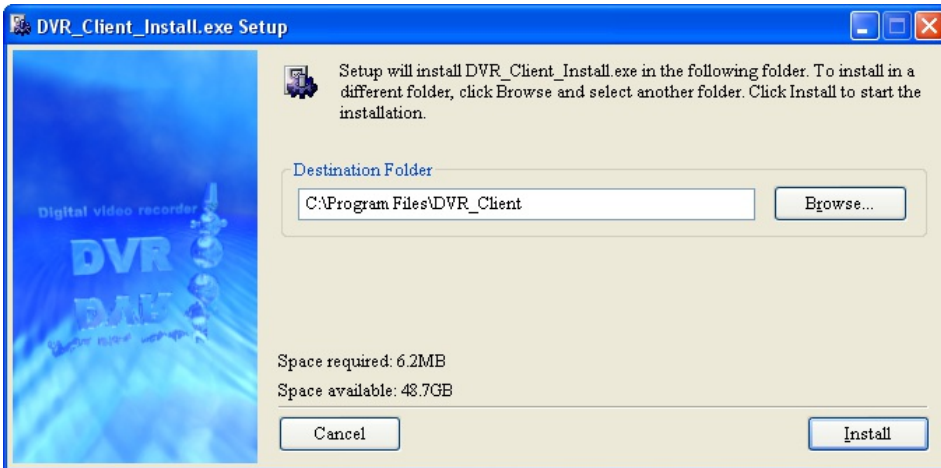 DVR_Client_Install.exe Setup
Setup will install DVR_Client_Install.exe in the following folder. To install in a
different folder, click Browse and select another folder. Click Install to start the
installation.
Destination Folder
C:\Program Files\DVR_Client
Browse...
Digital video recorder
DVR
Space required: 6.2MB
Space available: 48.7GB
Cancel
Install